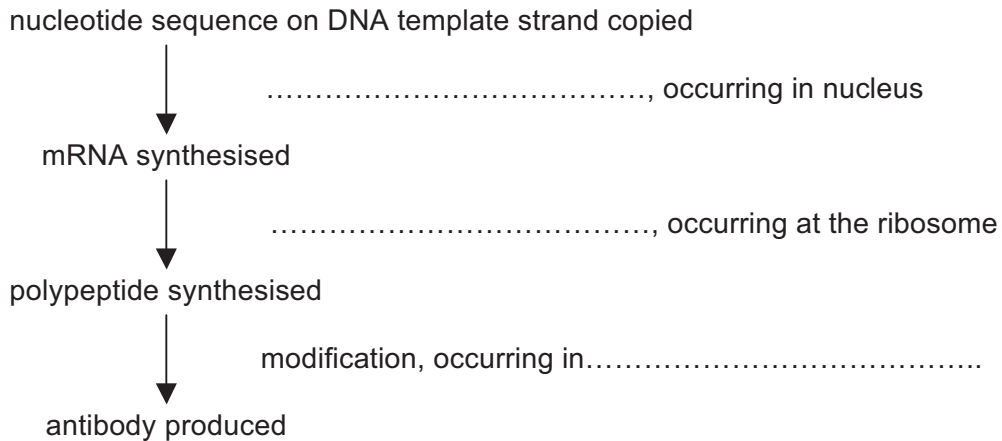 nucleotide sequence on DNA template strand copied
……………………………………, occurring in nucleus
mRNA synthesised
……………………………………, occurring at the ribosome
polypeptide synthesised
modification, occurring in……………………………………..
antibody produced